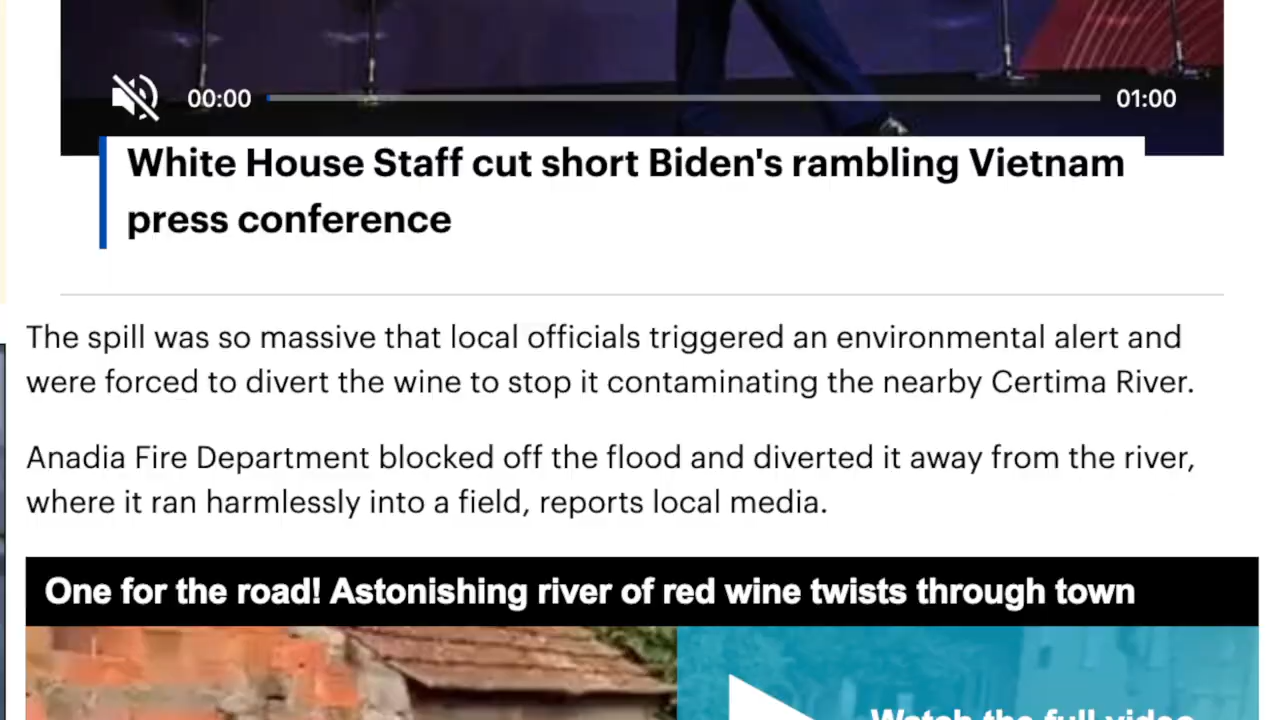 00:00
01:00
White House Staff cut short Biden's rambling Vietnam
press conference
The spill was so massive that local officials triggered an environmental alert and
were forced to divert the wine to stop it contaminating the nearby Certima River.
Anadia Fire Department blocked off the flood and diverted it away from the river,
where it ran harmlessly into a field, reports local media.
One for the road! Astonishing river of red wine twists through town
Watch the full video